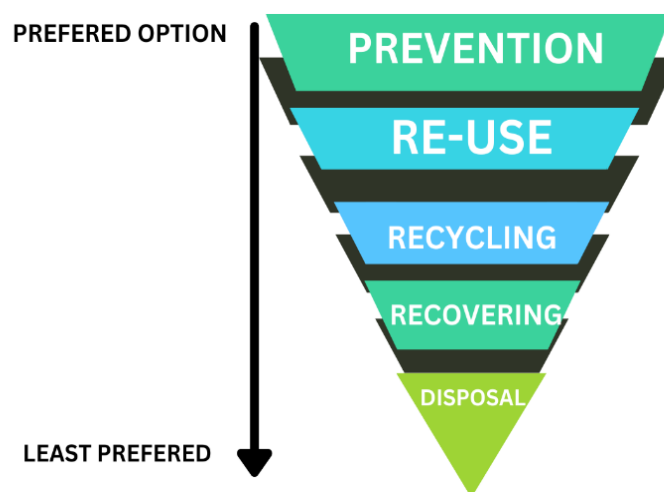 PREFERED OPTION
PREVENTION
RE-USE
RECYCLING
RECOVERING
DISPOSAL
LEAST PREFERED